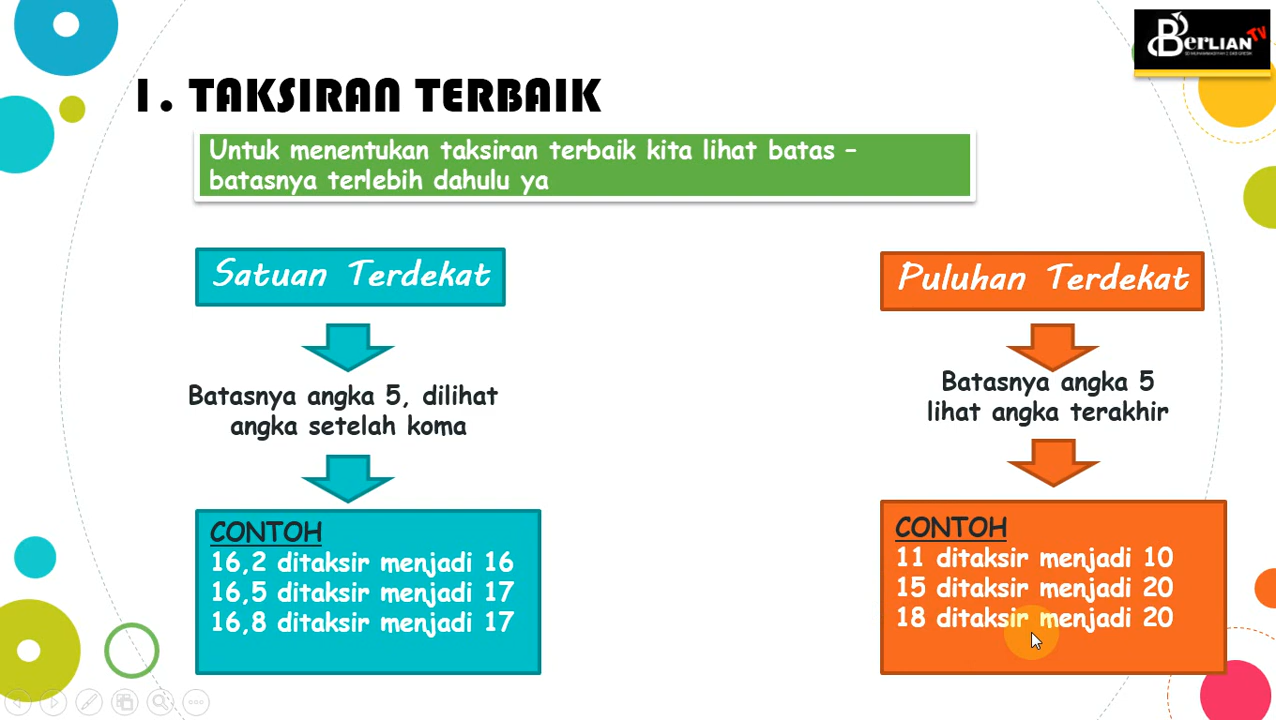 BERLIAN TV
1. TAKSIRAN TERBAIK
Untuk menentukan taksiran terbaik kita lihat batas –
batasnya terlebih dahulu ya
Satuan Terdekat
Batasnya angka 5, dilihat
angka setelah koma
CONTOH
16,2 ditaksir menjadi 16
16,5 ditaksir menjadi 17
16,8 ditaksir menjadi 17
Puluhan Terdekat
Batasnya angka 5
lihat angka terakhir
CONTOH
11 ditaksir menjadi 10
15 ditaksir menjadi 20
18 ditaksir menjadi 20